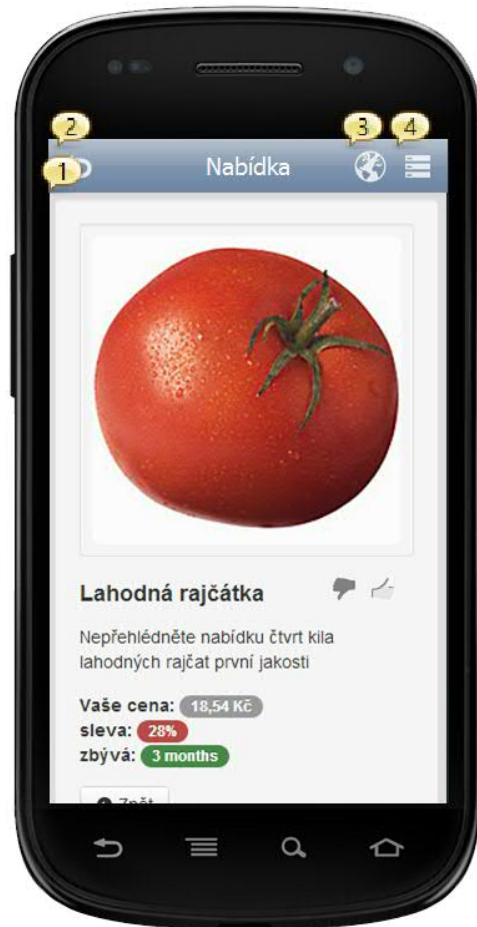 2
3
4
1
Nabídka
Lahodná rajčátka
Nepřehlédněte nabídku čtvrt kila
lahodných rajčat první jakosti
Vaše cena: 18,54 Kč
sleva: 28%
zbývá: 3 months
Zpět